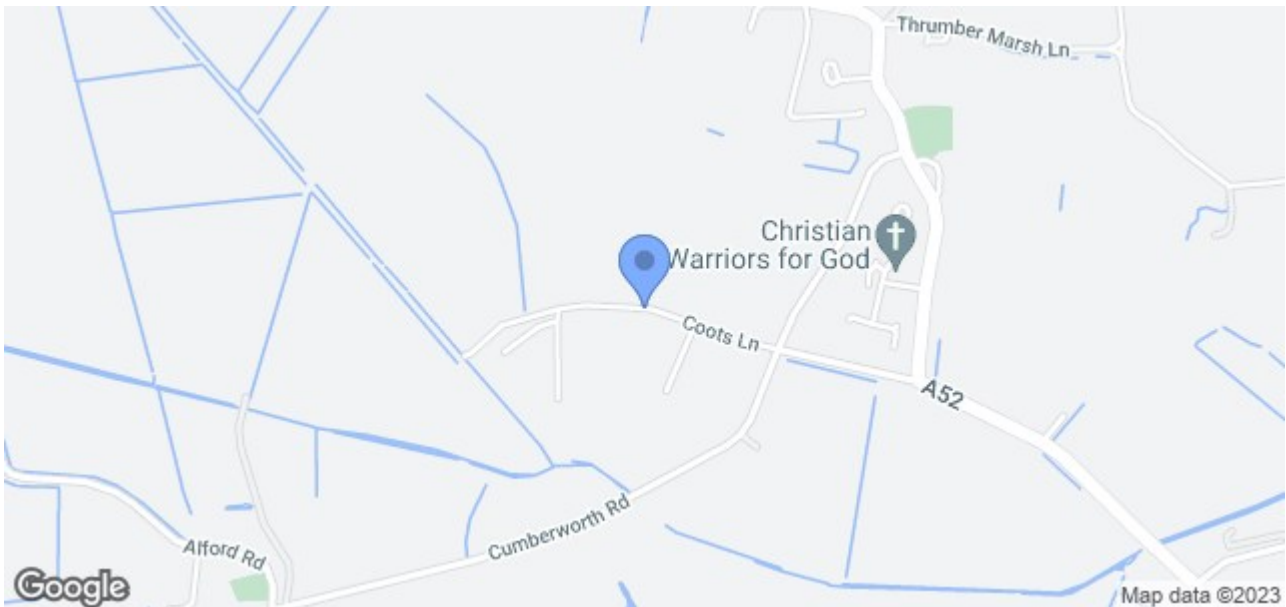 Thrumber Marsh Ln
Christian
Warriors for God
Coots Ln
A52
Cumberworth Rd
Alford Rd
Google
Map data ©2023